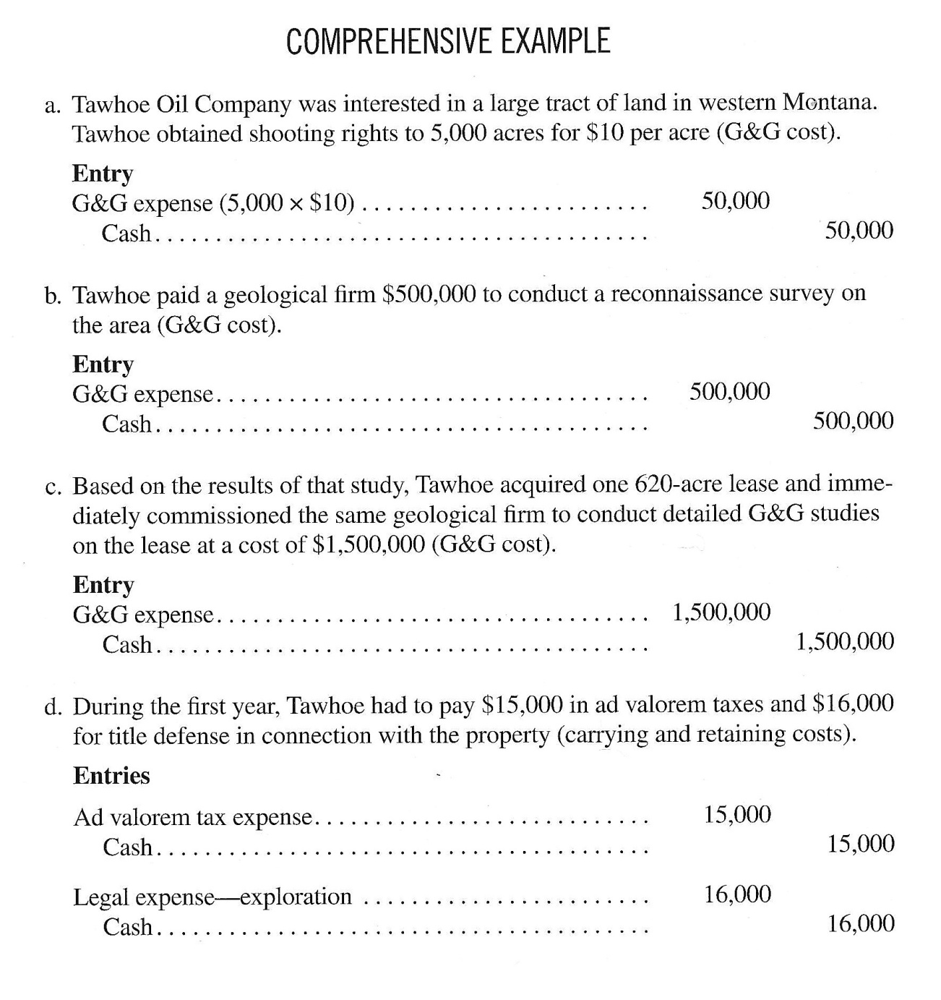 COMPREHENSIVE EXAMPLE
a. Tawhoe Oil Company was interested in a large tract of land in western Montana.
Tawhoe obtained shooting rights to 5,000 acres for $10 per acre (G&G cost).
Entry
G&G expense (5,000 × $10) . . . . . . . . . . . . . . . . . . . . . . . . 50,000
Cash. . . . . . . . . . . . . . . . . . . . . . . . . . . . . . . . . . . . . . . . . 50,000
b. Tawhoe paid a geological firm $500,000 to conduct a reconnaissance survey on
the area (G&G cost).
Entry
G&G expense. . . . . . . . . . . . . . . . . . . . . . . . . . . . . . . . . . . . 500,000
Cash. . . . . . . . . . . . . . . . . . . . . . . . . . . . . . . . . . . . . . . . . 500,000
c. Based on the results of that study, Tawhoe acquired one 620-acre lease and imme-
diately commissioned the same geological firm to conduct detailed G&G studies
on the lease at a cost of $1,500,000 (G&G cost).
Entry
G&G expense. . . . . . . . . . . . . . . . . . . . . . . . . . . . . . . . . . . . 1,500,000
Cash. . . . . . . . . . . . . . . . . . . . . . . . . . . . . . . . . . . . . . . . . 1,500,000
d. During the first year, Tawhoe had to pay $15,000 in ad valorem taxes and $16,000
for title defense in connection with the property (carrying and retaining costs).
Entries
Ad valorem tax expense. . . . . . . . . . . . . . . . . . . . . . . . . . . . 15,000
Cash. . . . . . . . . . . . . . . . . . . . . . . . . . . . . . . . . . . . . . . . . 15,000
Legal expense—exploration . . . . . . . . . . . . . . . . . . . . . . . . 16,000
Cash. . . . . . . . . . . . . . . . . . . . . . . . . . . . . . . . . . . . . . . . . 16,000